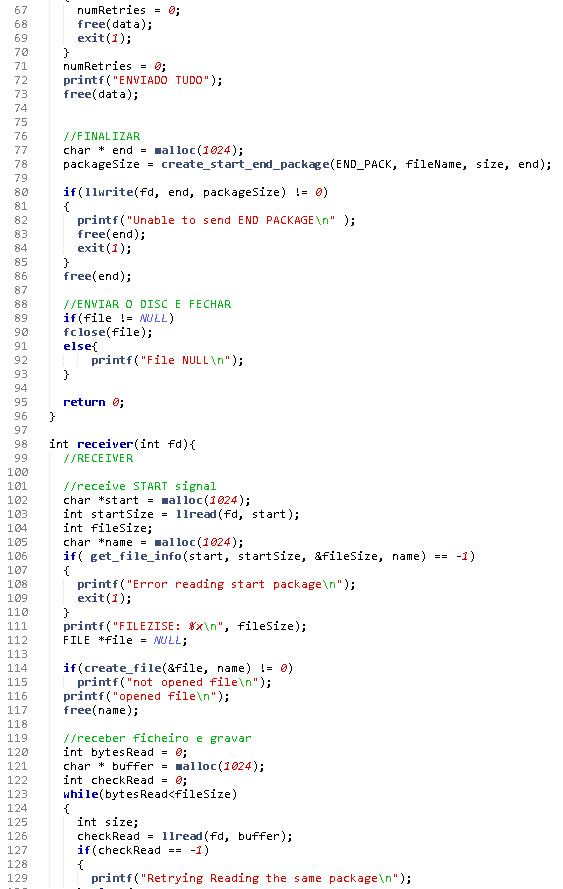 67 numRetries = 0;
68 free(data);
69 exit(1);
70 }
71 numRetries = 0;
72 printf("ENVIADO TUDO");
73 free(data);
74
75
76 //FINALIZAR
77 char * end = malloc(1024);
78 packageSize = create_start_end_package(END_PACK, fileName, size, end);
79
80 if(llwrite(fd, end, packageSize) != 0)
81 {
82 printf("Unable to send END PACKAGE\n" );
83 free(end);
84 exit(1);
85 }
86 free(end);
87
88 //ENVIAR O DISC E FECHAR
89 if(file != NULL)
90 fclose(file);
91 else{
92 printf("File NULL\n");
93 }
94
95 return 0;
96 }
97
98 int receiver(int fd){
99 //RECEIVER
100
101 //receive START signal
102 char *start = malloc(1024);
103 int startSize = llread(fd, start);
104 int fileSize;
105 char *name = malloc(1024);
106 if( get_file_info(start, startSize, &fileSize, name) == -1)
107 {
108 printf("Error reading start package\n");
109 exit(1);
110 }
111 printf("FILEZISE: %x\n", fileSize);
112 FILE *file = NULL;
113
114 if(create_file(&file, name) != 0)
115 printf("not opened file\n");
116 printf("opened file\n");
117 free(name);
118
119 //receber ficheiro e gravar
120 int bytesRead = 0;
121 char * buffer = malloc(1024);
122 int checkRead = 0;
123 while(bytesRead<fileSize)
124 {
125 int size;
126 checkRead = llread(fd, buffer);
127 if(checkRead == -1)
128 {
129 printf("Retrying Reading the same package\n");